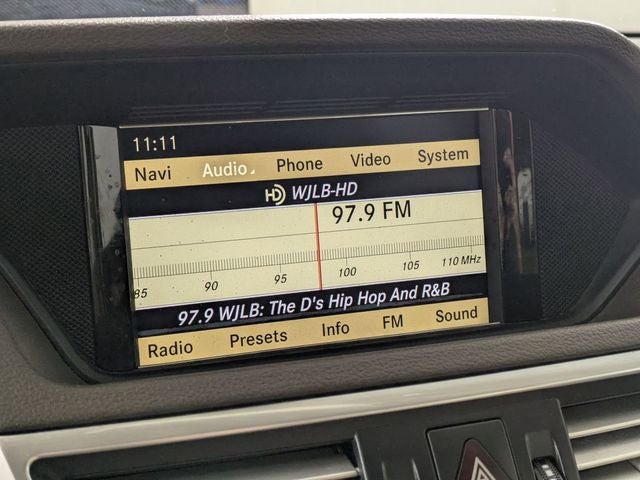 11:11
Navi Audio Phone Video System
HD WJLB-HD
97.9 FM
85 90 95 100 105 110 MHz
97.9 WJLB: The D's Hip Hop And R&B
Radio Presets Info FM Sound